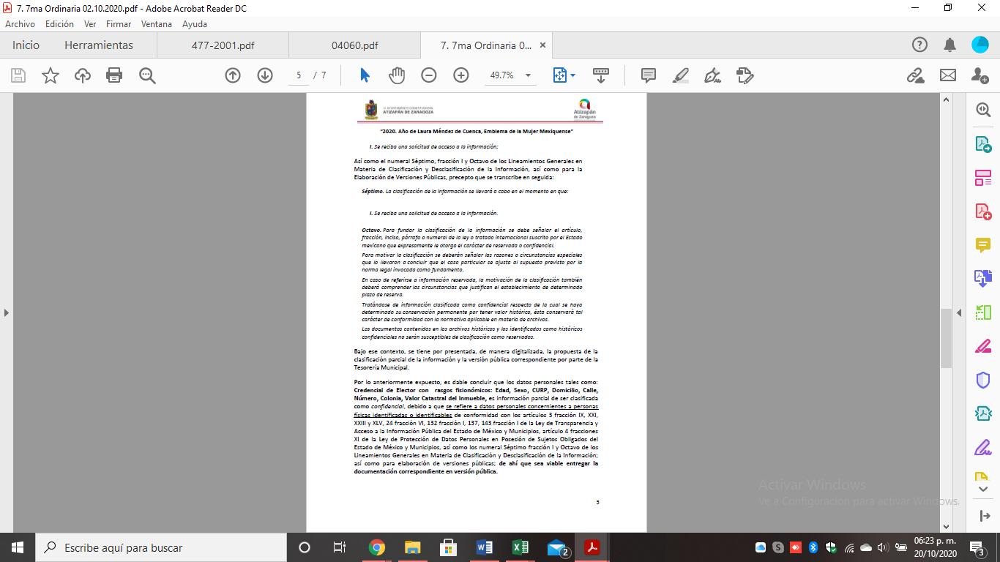 7. 7ma Ordinaria 02.10.2020.pdf - Adobe Acrobat Reader DC
Archivo Edición Ver Firmar Ventana Ayuda
Inicio Herramientas 477-2001.pdf 04060.pdf 7. 7ma Ordinaria 0... ×
5 / 7 49.7%
H. AYUNTAMIENTO CONSTITUCIONAL
ATIZAPÁN DE ZARAGOZA
Atizapán
de Zaragoza
"2020. Año de Laura Méndez de Cuenca, Emblema de la Mujer Mexiquense"
I. Se reciba una solicitud de acceso a la información;
Así como el numeral Séptimo, fracción I y Octavo de los Lineamientos Generales en
Materia de Clasificación y Desclasificación de la Información, así como para la
Elaboración de Versiones Públicas, precepto que se transcribe en seguida:
Séptimo. La clasificación de la información se llevará a cabo en el momento en que:
I. Se reciba una solicitud de acceso a la información.
Octavo. Para fundar la clasificación de la información se debe señalar el artículo,
fracción, inciso, párrafo o numeral de la ley o tratado internacional suscrito por el Estado
mexicano que expresamente le otorga el carácter de reservada o confidencial.
Para motivar la clasificación se deberán señalar las razones o circunstancias especiales
que lo llevaron a concluir que el caso particular se ajusta al supuesto previsto por la
norma legal invocada como fundamento.
En caso de referirse a información reservada, la motivación de la clasificación también
deberá comprender las circunstancias que justifican el establecimiento de determinado
plazo de reserva.
Tratándose de información clasificada como confidencial respecto de la cual se haya
determinado su conservación permanente por tener valor histórico, ésta conservará tal
carácter de conformidad con la normativa aplicable en materia de archivos.
Los documentos contenidos en los archivos históricos y los identificados como históricos
confidenciales no serán susceptibles de clasificación como reservados.
Bajo ese contexto, se tiene por presentada, de manera digitalizada, la propuesta de la
clasificación parcial de la información y la versión pública correspondiente por parte de la
Tesorería Municipal.
Por lo anteriormente expuesto, es dable concluir que los datos personales tales como:
Credencial de Elector con rasgos fisionómicos: Edad, Sexo, CURP, Domicilio, Calle,
Número, Colonia, Valor Catastral del Inmueble, es información parcial de ser clasificada
como confidencial, debido a que se refiere a datos personales concernientes a personas
físicas identificadas o identificables de conformidad con los artículos 3 fracción IX, XXI,
XXIII y XLV, 24 fracción VI, 132 fracción I, 137, 143 fracción I de la Ley de Transparencia y
Acceso a la Información Pública del Estado de México y Municipios, artículo 4 fracciones
XI de la Ley de Protección de Datos Personales en Posesión de Sujetos Obligados del
Estado de México y Municipios, así como los numeral Séptimo fracción I y Octavo de los
Lineamientos Generales en Materia de Clasificación y Desclasificación de la Información;
así como para elaboración de versiones públicas; de ahí que sea viable entregar la
documentación correspondiente en versión pública.
5
Activar Windows
Ve a Configuración para activar Windows.
Escribe aquí para buscar
2
06:23 p. m.
20/10/2020
3